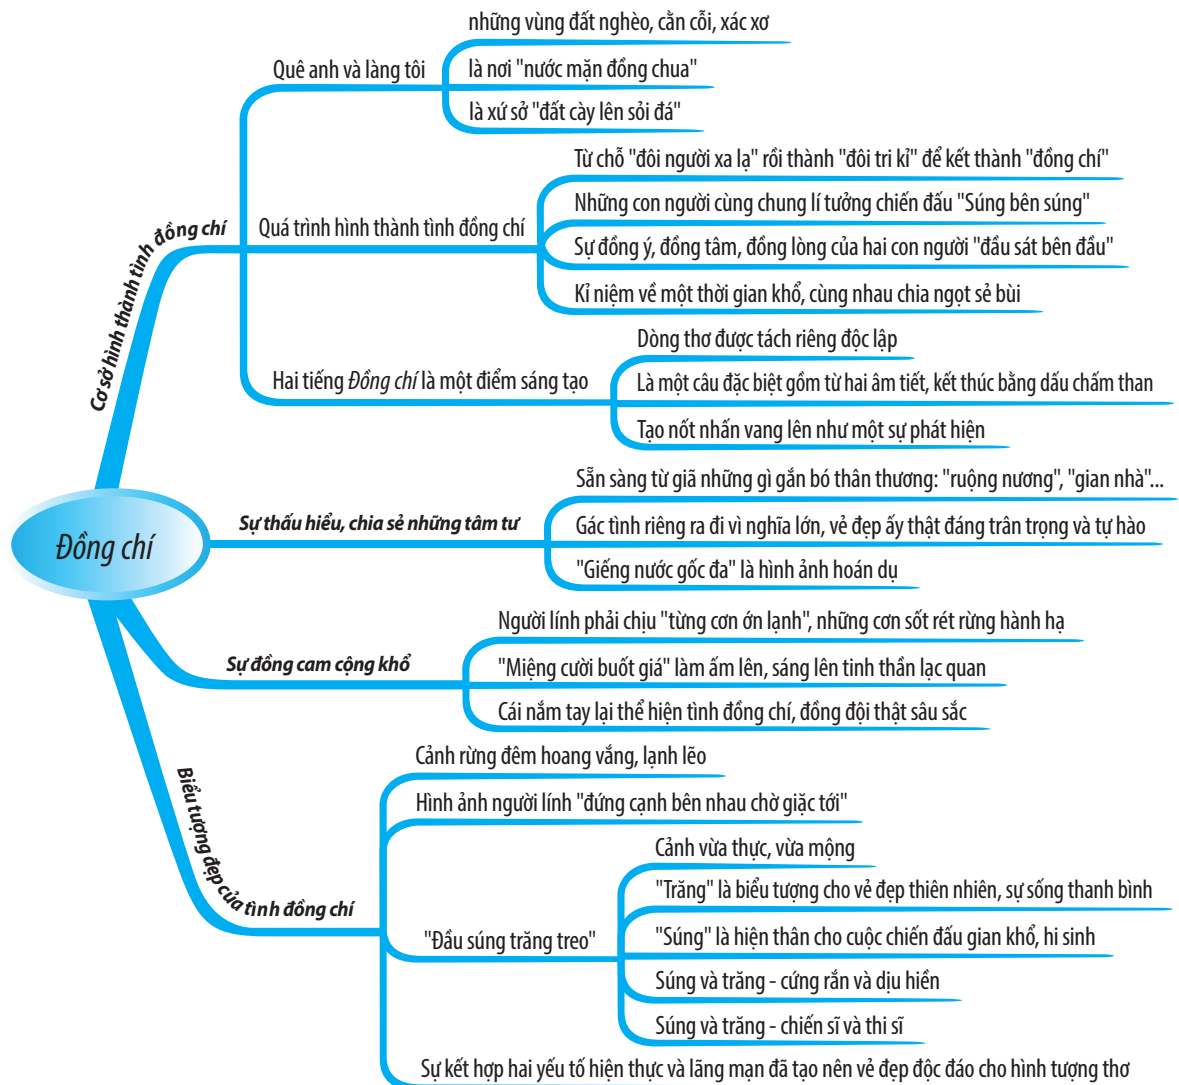 Đồng chí
Cơ sở hình thành tình đồng chí
Quê anh và làng tôi
những vùng đất nghèo, cằn cỗi, xác xơ
là nơi "nước mặn đồng chua"
là xứ sở "đất cày lên sỏi đá"
Quá trình hình thành tình đồng chí
Từ chỗ "đôi người xa lạ" rồi thành "đôi tri kỉ" để kết thành "đồng chí"
Những con người cùng chung lí tưởng chiến đấu "Súng bên súng"
Sự đồng ý, đồng tâm, đồng lòng của hai con người "đầu sát bên đầu"
Kỉ niệm về một thời gian khổ, cùng nhau chia ngọt sẻ bùi
Hai tiếng Đồng chí là một điểm sáng tạo
Dòng thơ được tách riêng độc lập
Là một câu đặc biệt gồm từ hai âm tiết, kết thúc bằng dấu chấm than
Tạo nốt nhấn vang lên như một sự phát hiện
Sự thấu hiểu, chia sẻ những tâm tư
Sẵn sàng từ giã những gì gắn bó thân thương: "ruộng nương", "gian nhà"...
Gác tình riêng ra đi vì nghĩa lớn, vẻ đẹp ấy thật đáng trân trọng và tự hào
"Giếng nước gốc đa" là hình ảnh hoán dụ
Sự đồng cam cộng khổ
Người lính phải chịu "từng cơn ớn lạnh", những cơn sốt rét rừng hành hạ
"Miệng cười buốt giá" làm ấm lên, sáng lên tinh thần lạc quan
Cái nắm tay lại thể hiện tình đồng chí, đồng đội thật sâu sắc
Biểu tượng đẹp của tình đồng chí
Cảnh rừng đêm hoang vắng, lạnh lẽo
Hình ảnh người lính "đứng cạnh bên nhau chờ giặc tới"
"Đầu súng trăng treo"
Cảnh vừa thực, vừa mộng
"Trăng" là biểu tượng cho vẻ đẹp thiên nhiên, sự sống thanh bình
"Súng" là hiện thân cho cuộc chiến đấu gian khổ, hi sinh
Súng và trăng - cứng rắn và dịu hiền
Súng và trăng - chiến sĩ và thi sĩ
Sự kết hợp hai yếu tố hiện thực và lãng mạn đã tạo nên vẻ đẹp độc đáo cho hình tượng thơ